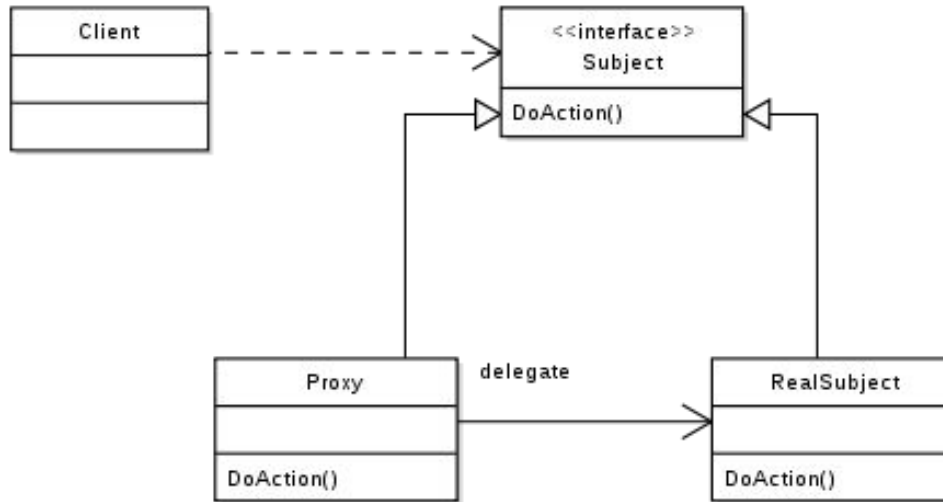 Client
<<interface>>
Subject
DoAction()
Proxy
DoAction()
delegate
RealSubject
DoAction()